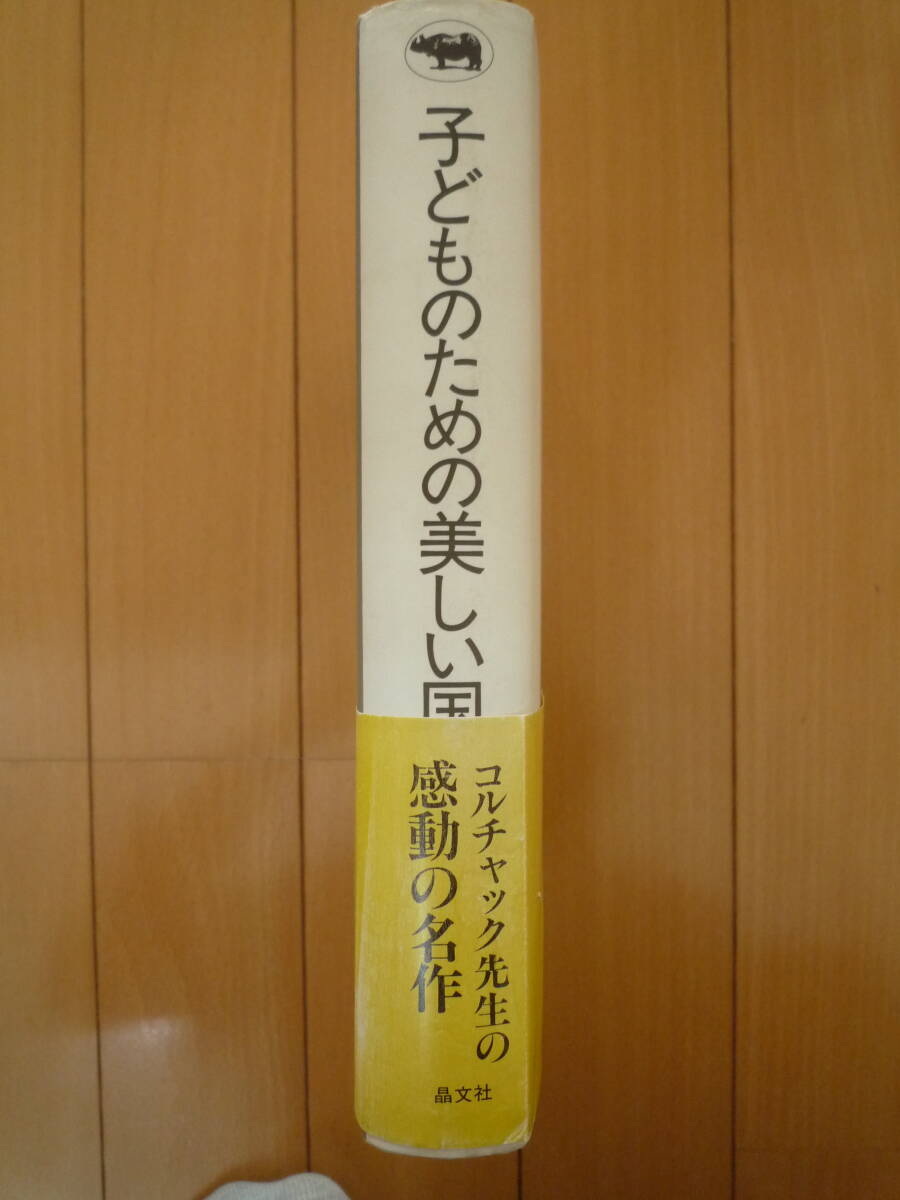 子どものための美しい国
コルチャック先生の
感動の名作
晶文社